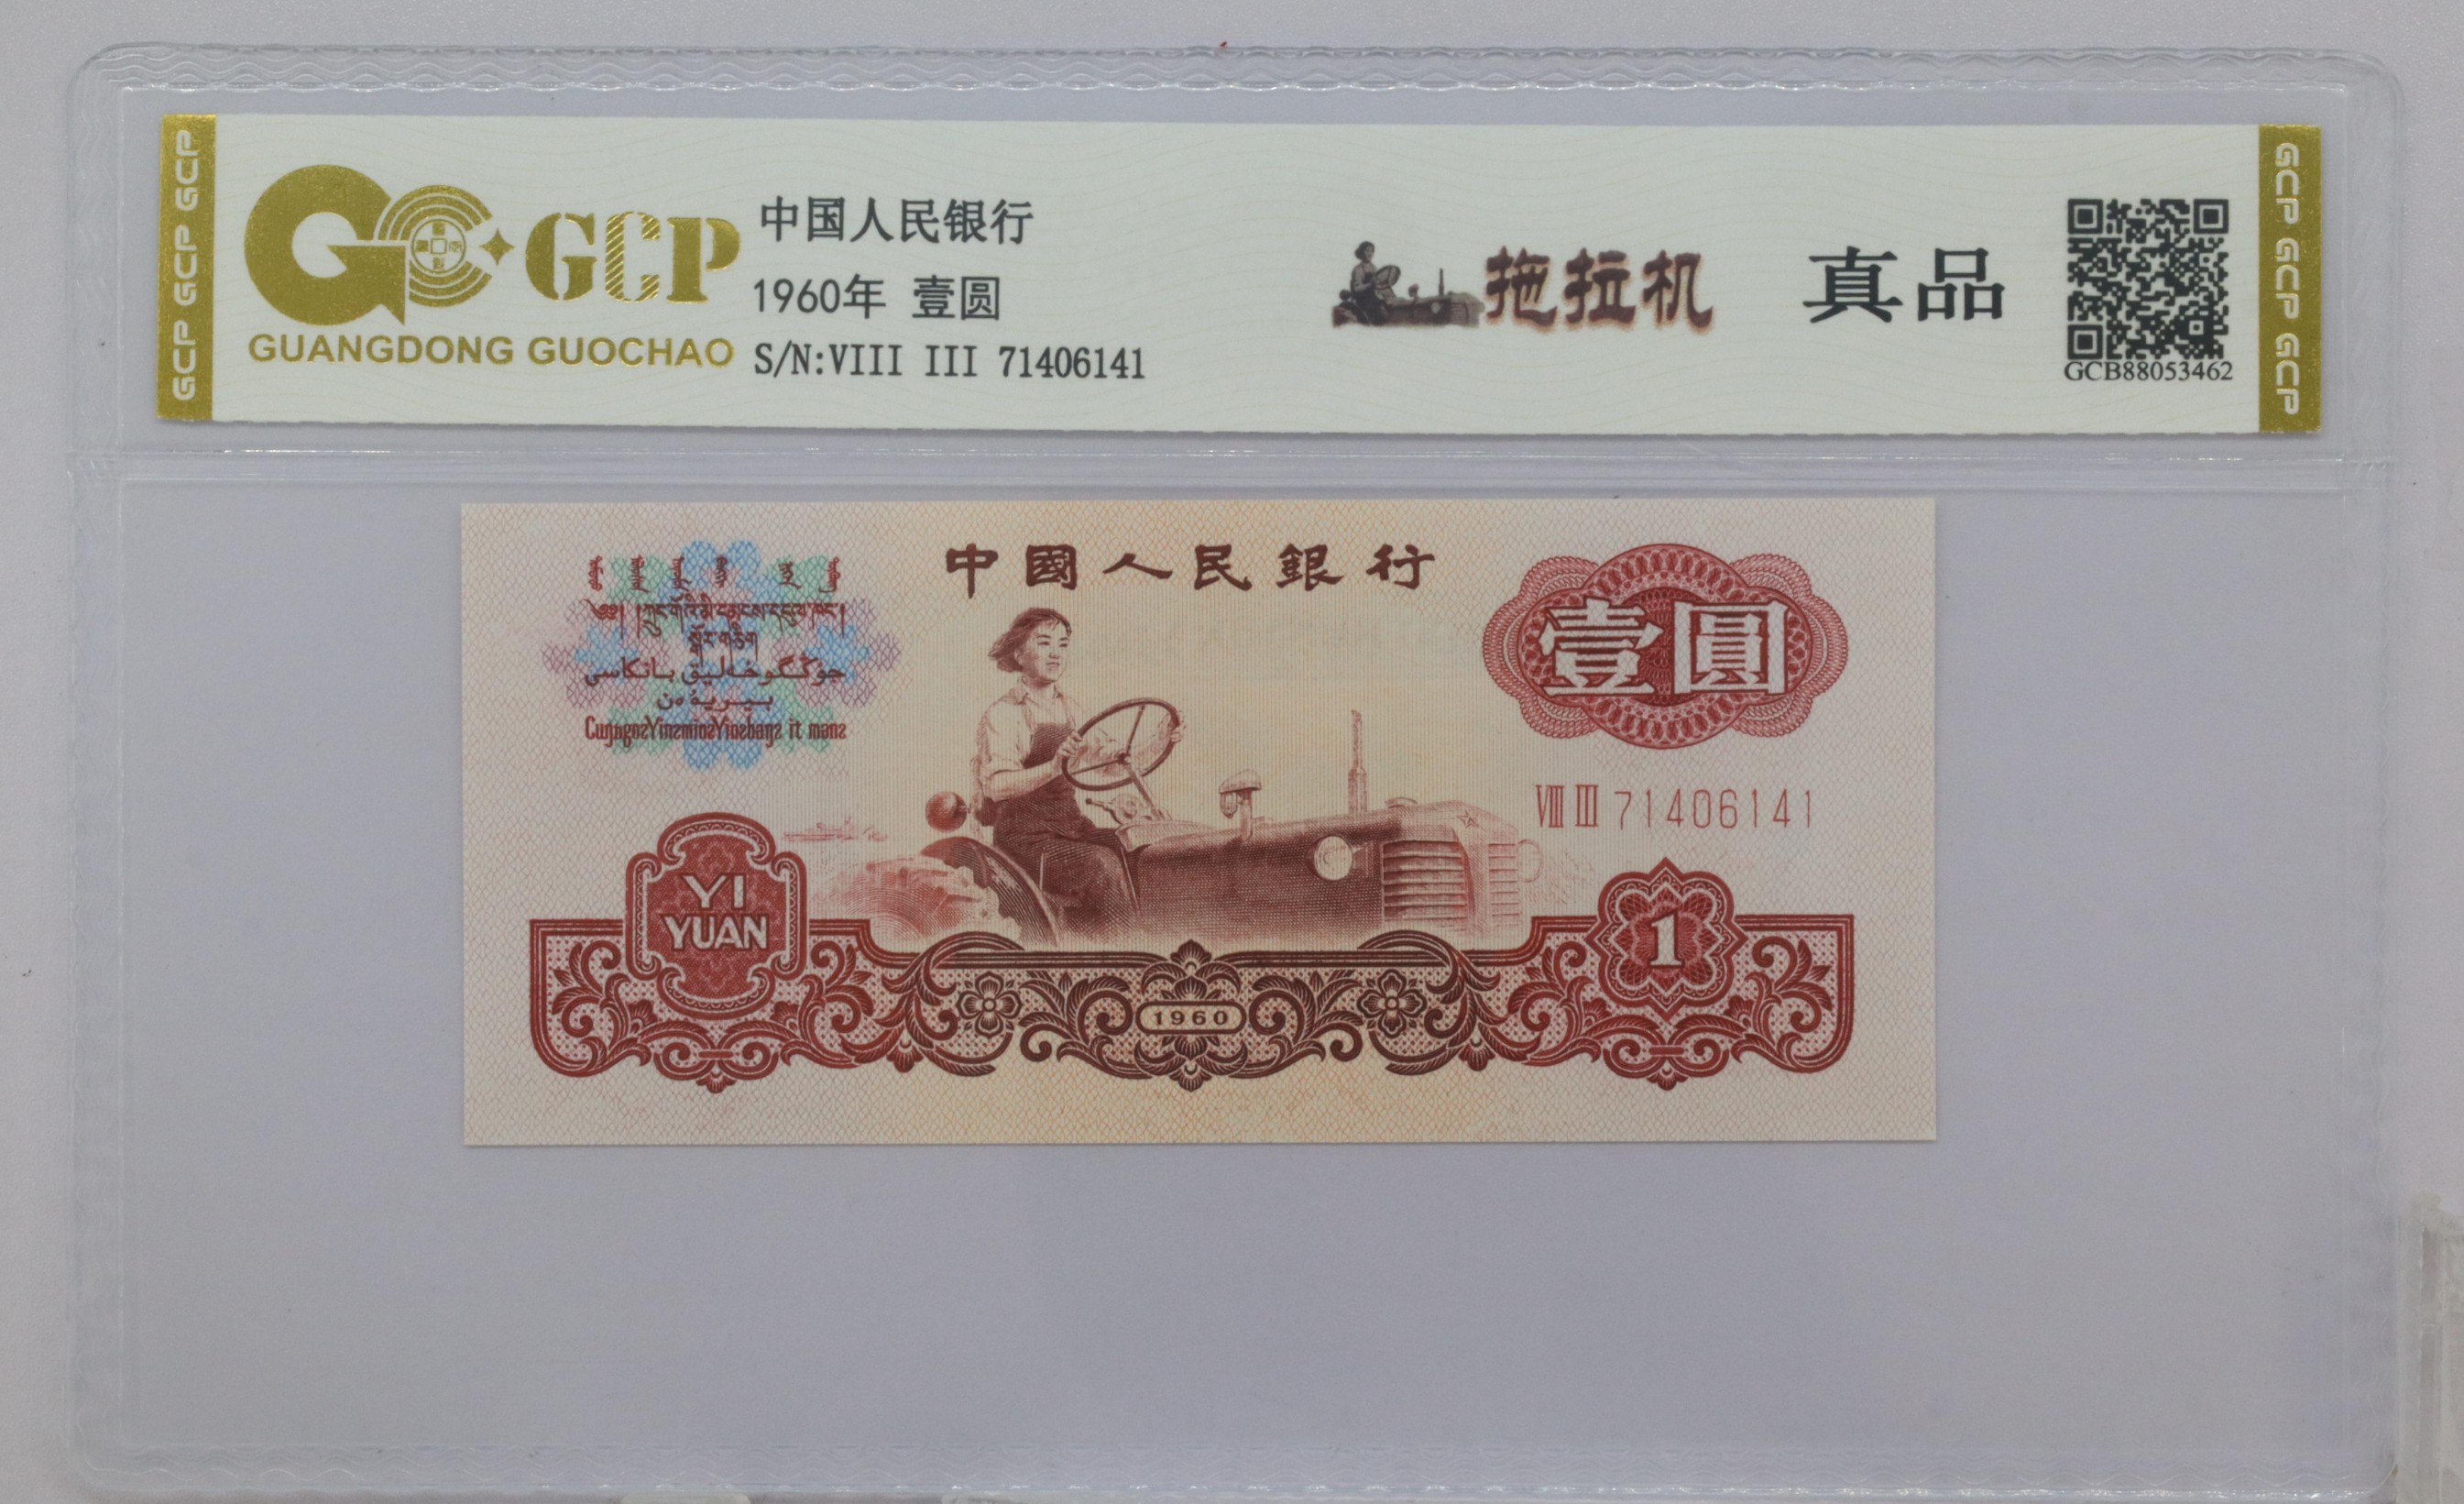 GCP GCP GCP
GCP
GUANGDONG GUOCHAO
中国人民银行
1960年 壹圆
S/N:VIII III 71406141
拖拉机
真品
GCB88053462
GCP GCP GCP
中國人民銀行
壹圓
VIII III 71406141
YI
YUAN
1960
1